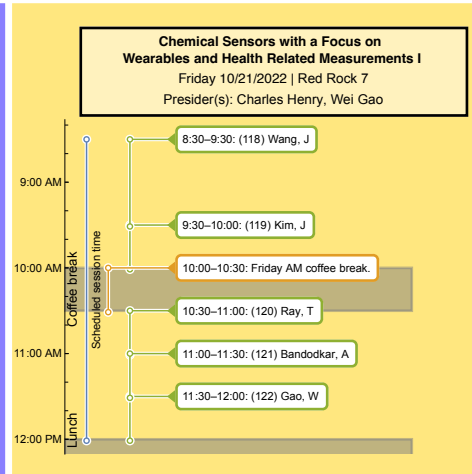 Chemical Sensors with a Focus on
Wearables and Health Related Measurements I
Friday 10/21/2022 | Red Rock 7
Presider(s): Charles Henry, Wei Gao
8:30–9:30: (118) Wang, J
9:00 AM
9:30–10:00: (119) Kim, J
10:00 AM
10:00–10:30: Friday AM coffee break.
Coffee break
Scheduled session time
10:30–11:00: (120) Ray, T
11:00 AM
11:00–11:30: (121) Bandodkar, A
11:30–12:00: (122) Gao, W
Lunch
12:00 PM